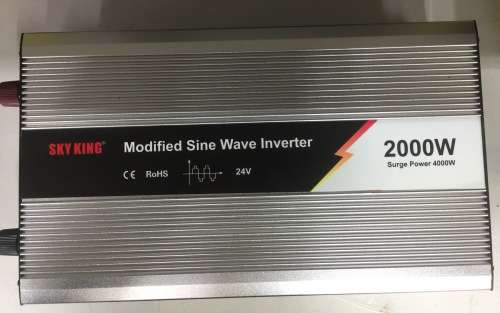 SKY KING
Modified Sine Wave Inverter
CE RoHS 24V
2000W
Surge Power 4000W